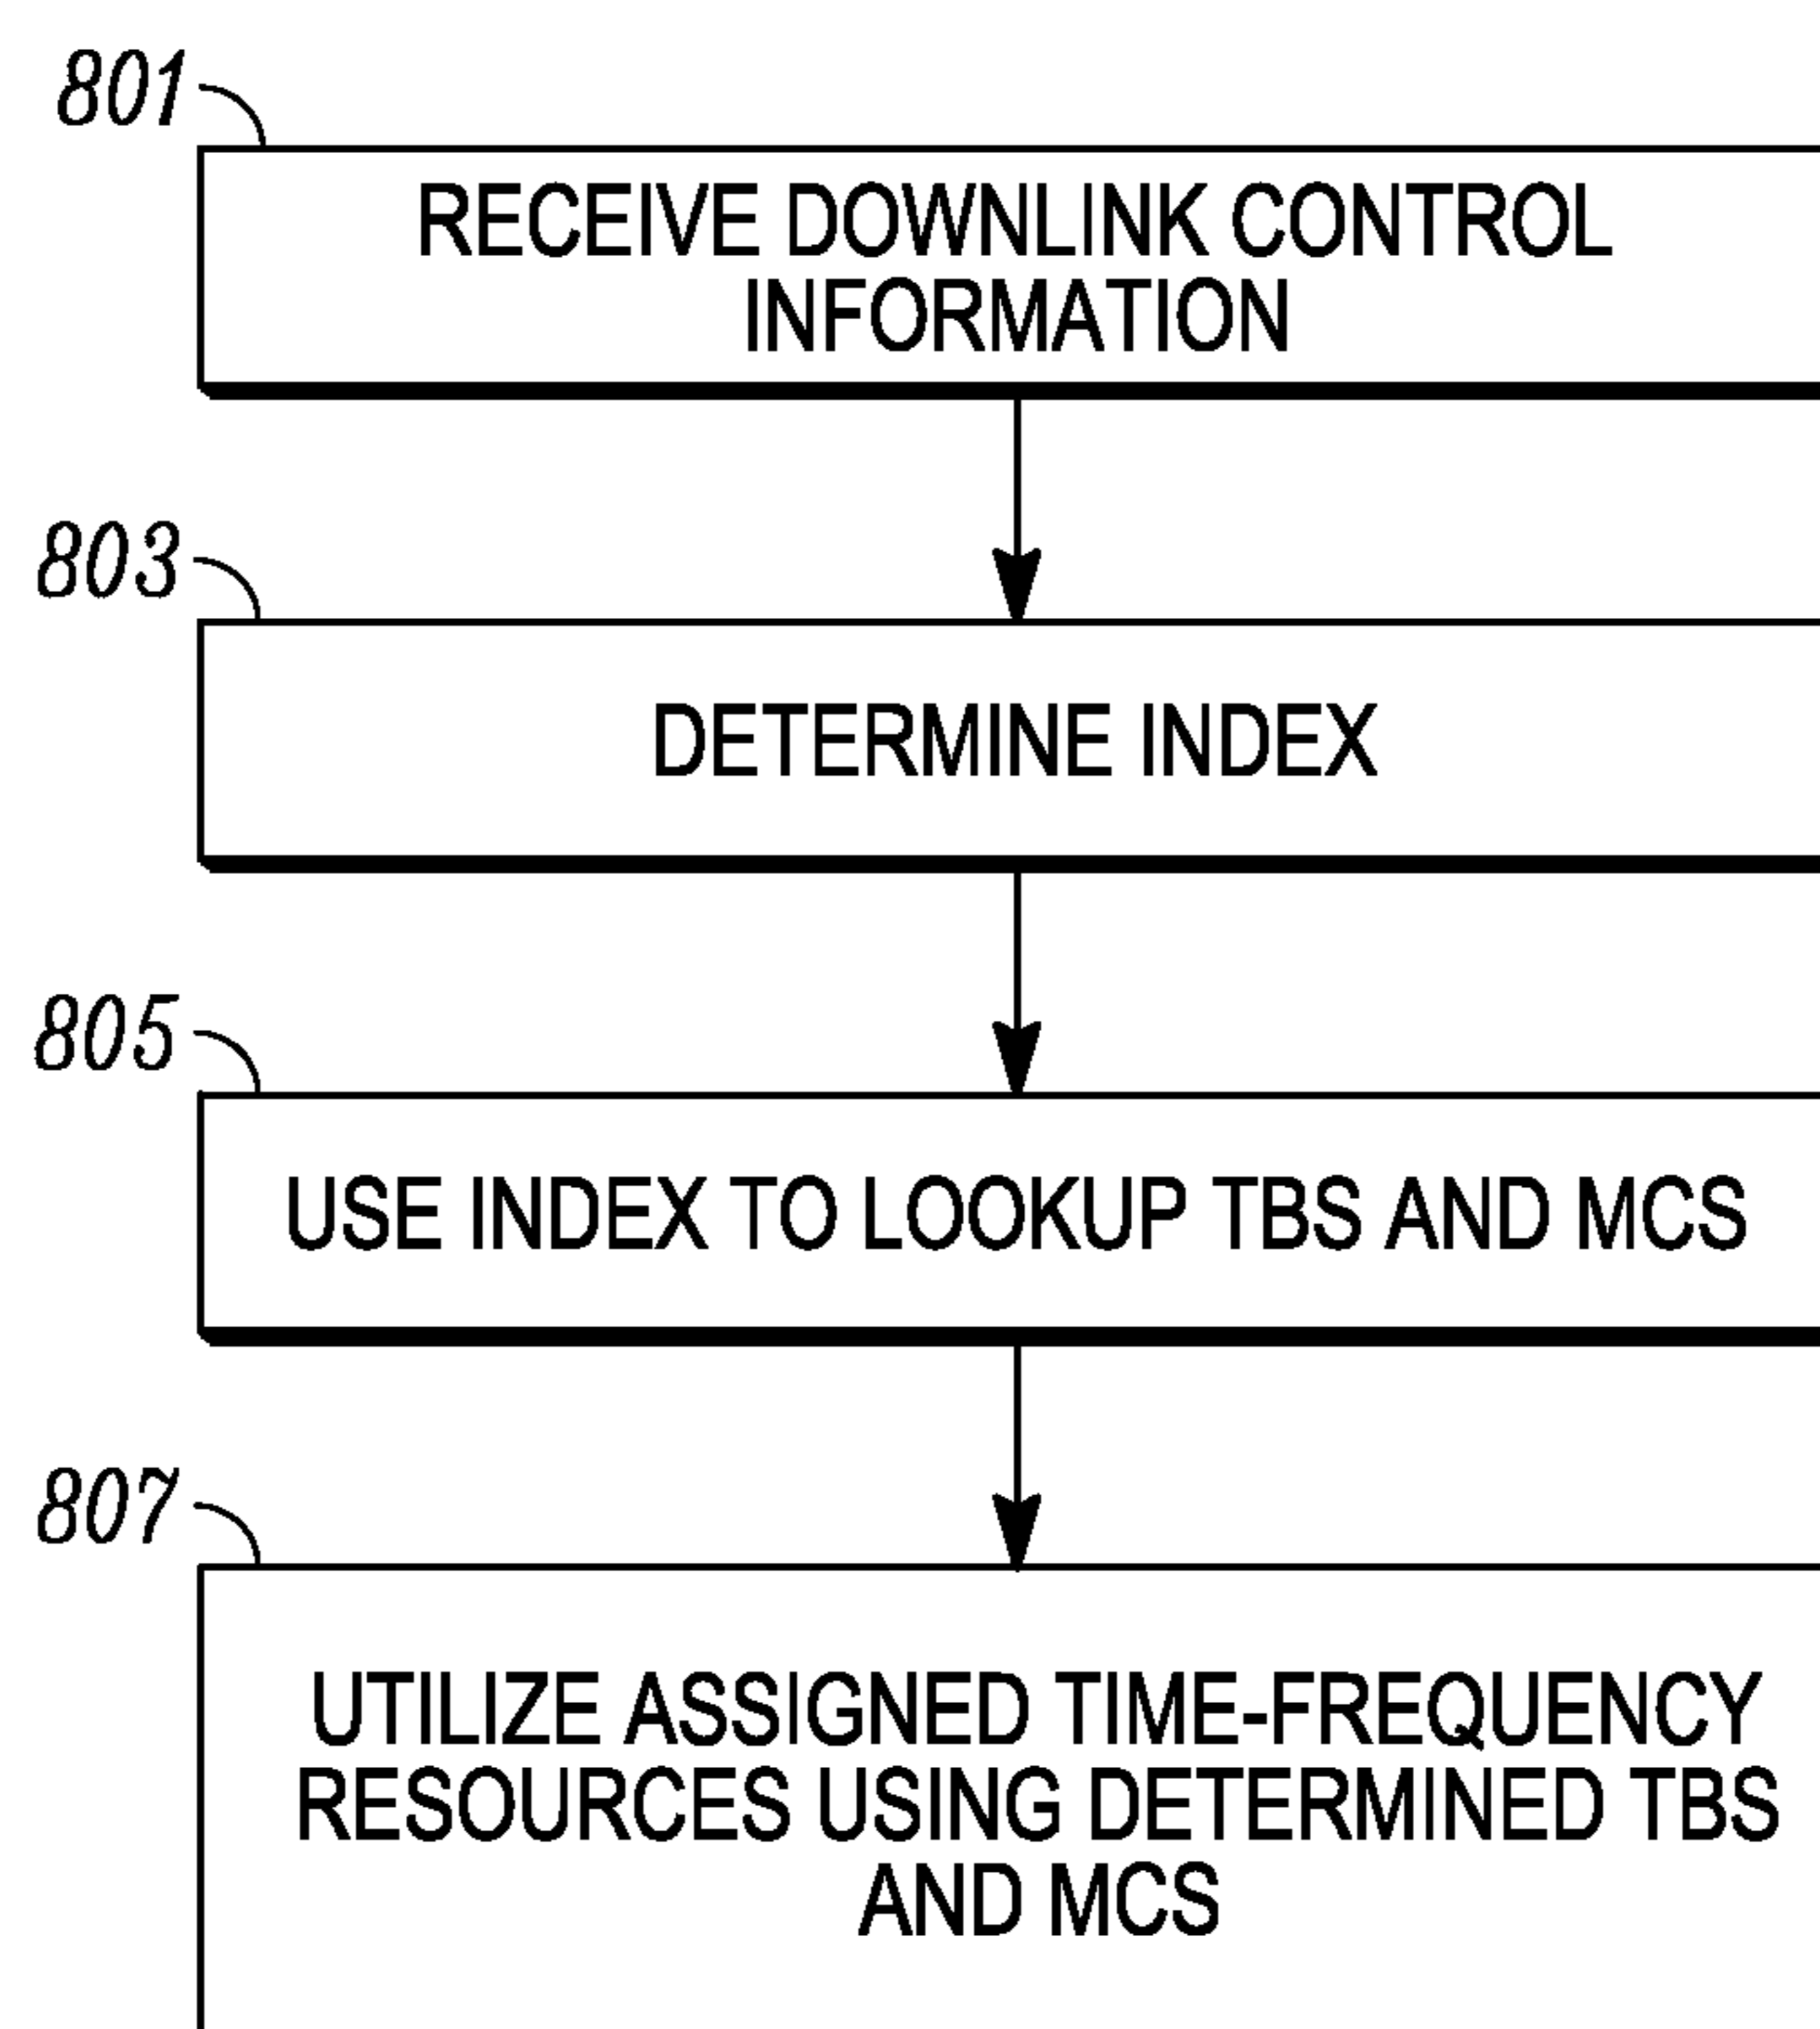 801
RECEIVE DOWNLINK CONTROL
INFORMATION
803
DETERMINE INDEX
805
USE INDEX TO LOOKUP TBS AND MCS
807
UTILIZE ASSIGNED TIME-FREQUENCY
RESOURCES USING DETERMINED TBS
AND MCS